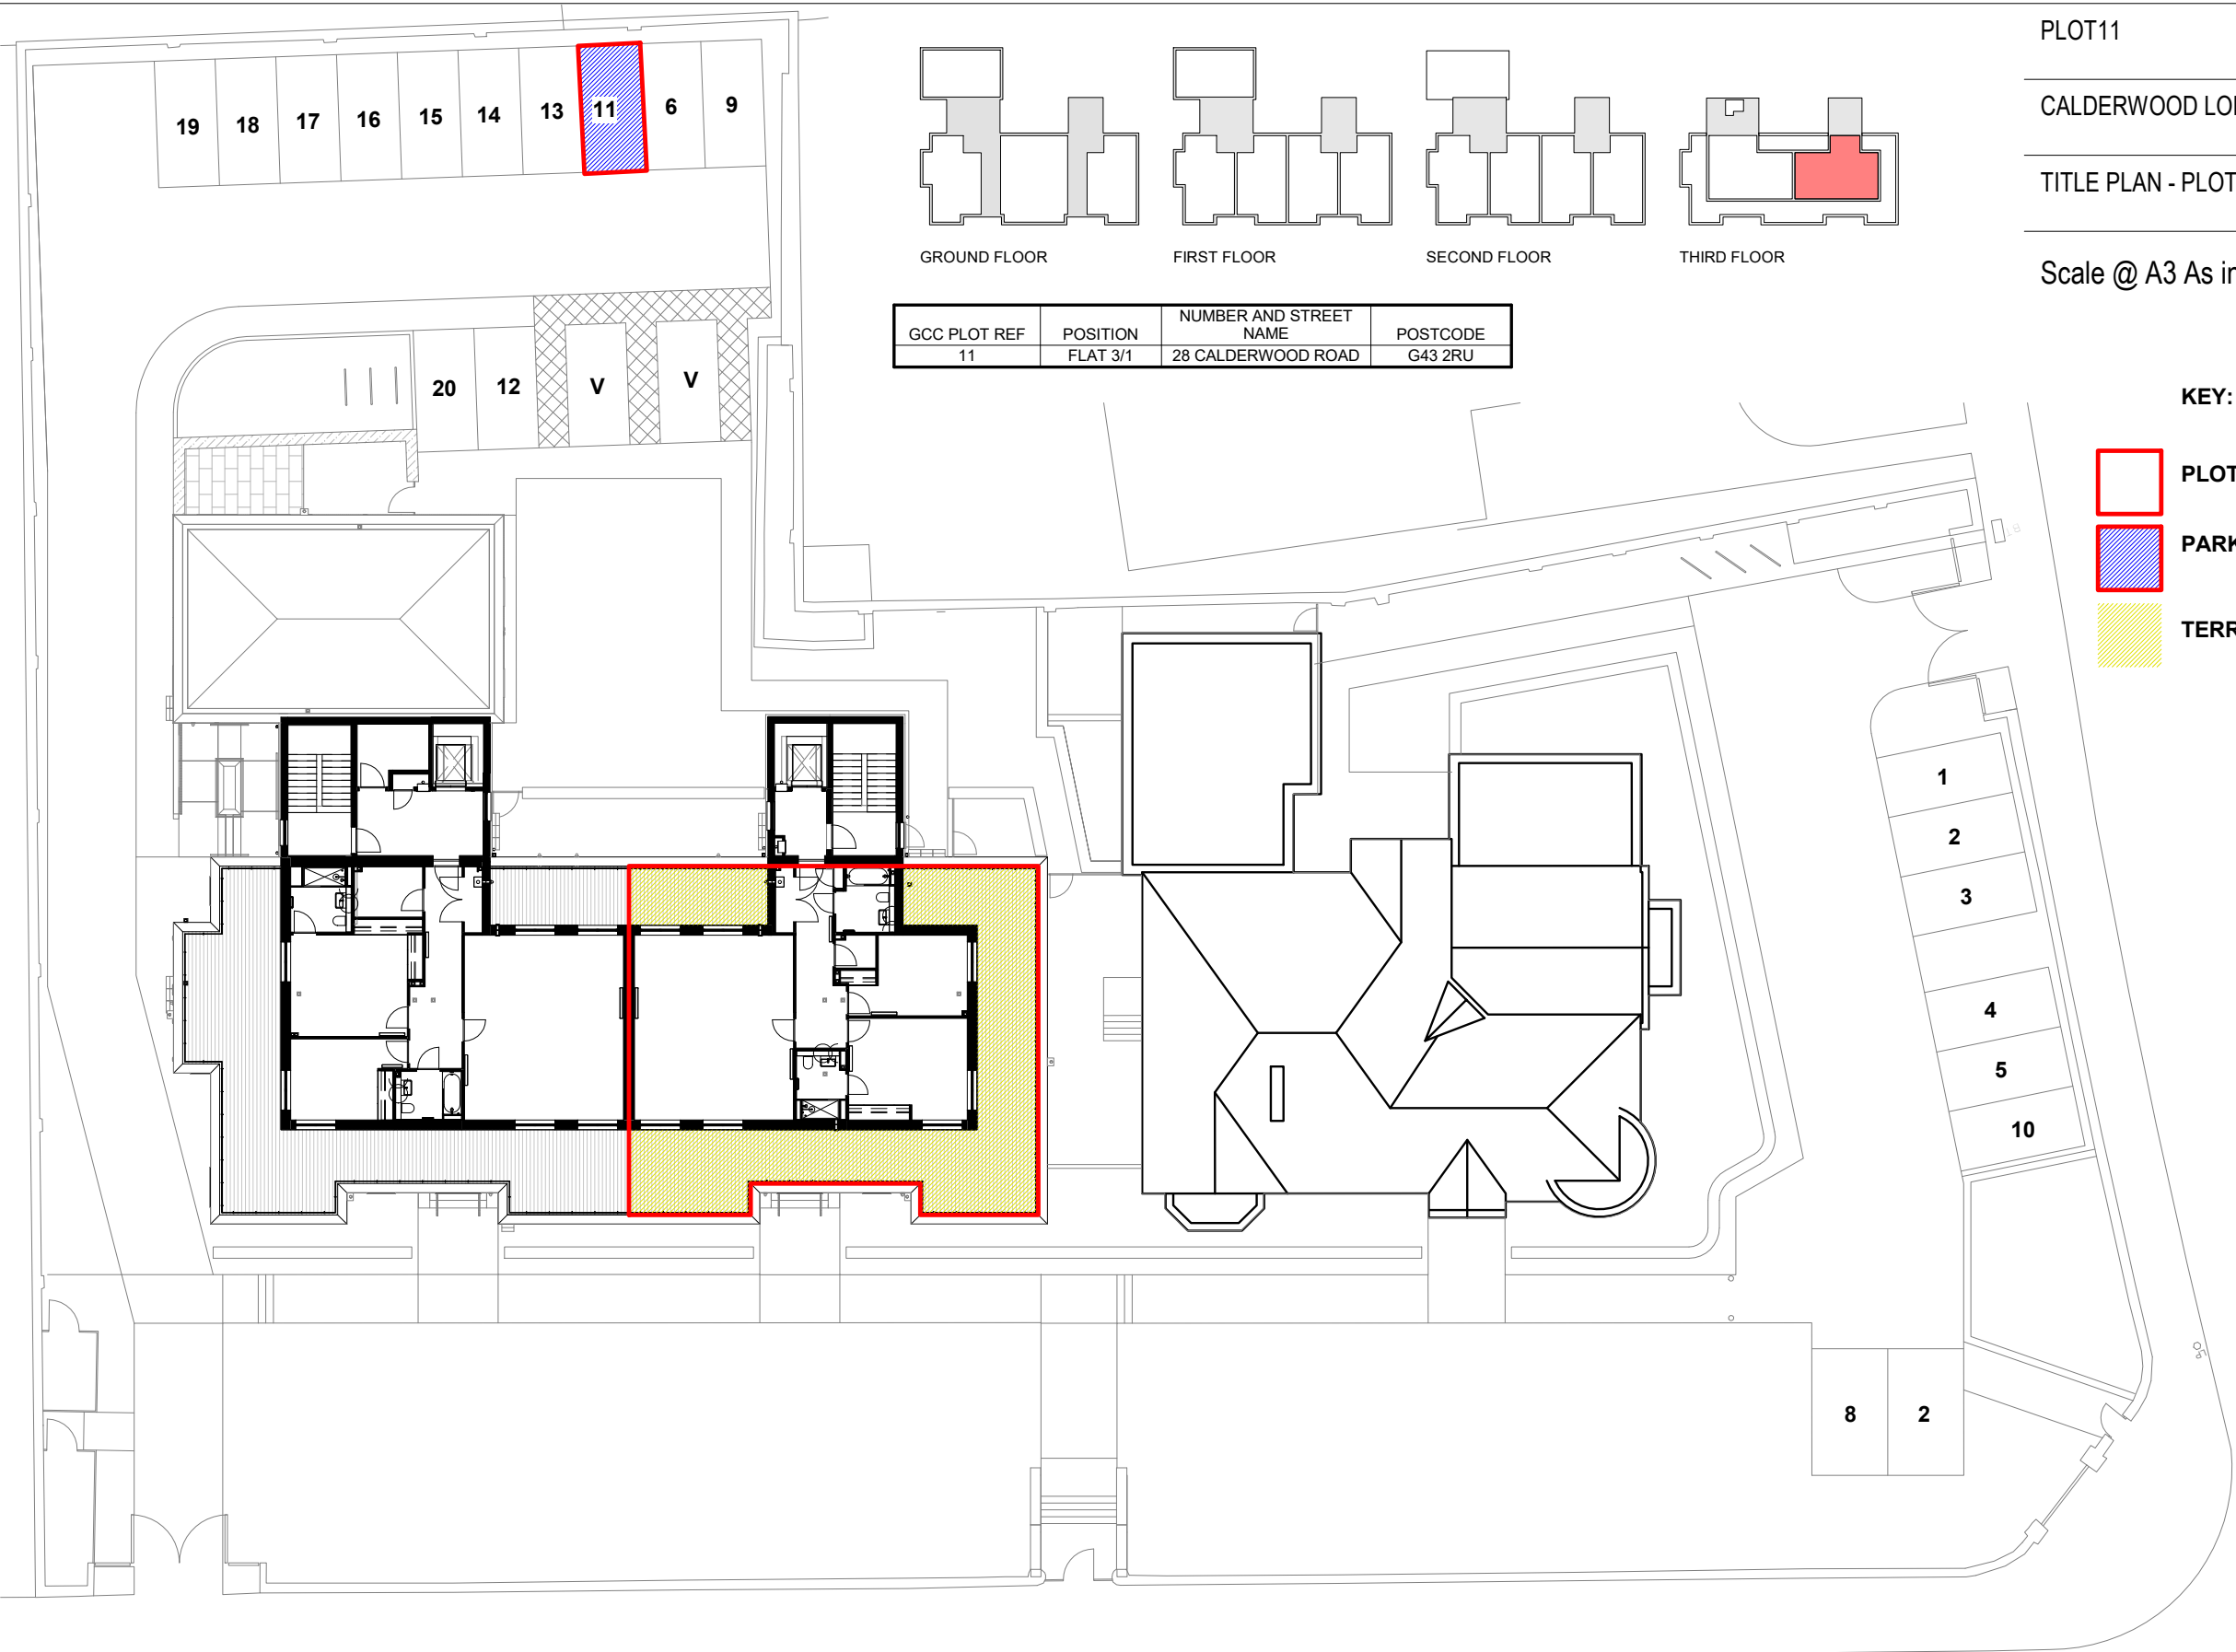 PLOT11
CALDERWOOD LO
TITLE PLAN - PLOT
Scale @ A3 As in
19 18 17 16 15 14 13 11 6 9
GROUND FLOOR
FIRST FLOOR
SECOND FLOOR
THIRD FLOOR
GCC PLOT REF POSITION NUMBER AND STREET NAME POSTCODE
11 FLAT 3/1 28 CALDERWOOD ROAD G43 2RU
20 12 V V
KEY:
PLOT
PARK
TERR
1
2
3
4
5
10
8 2